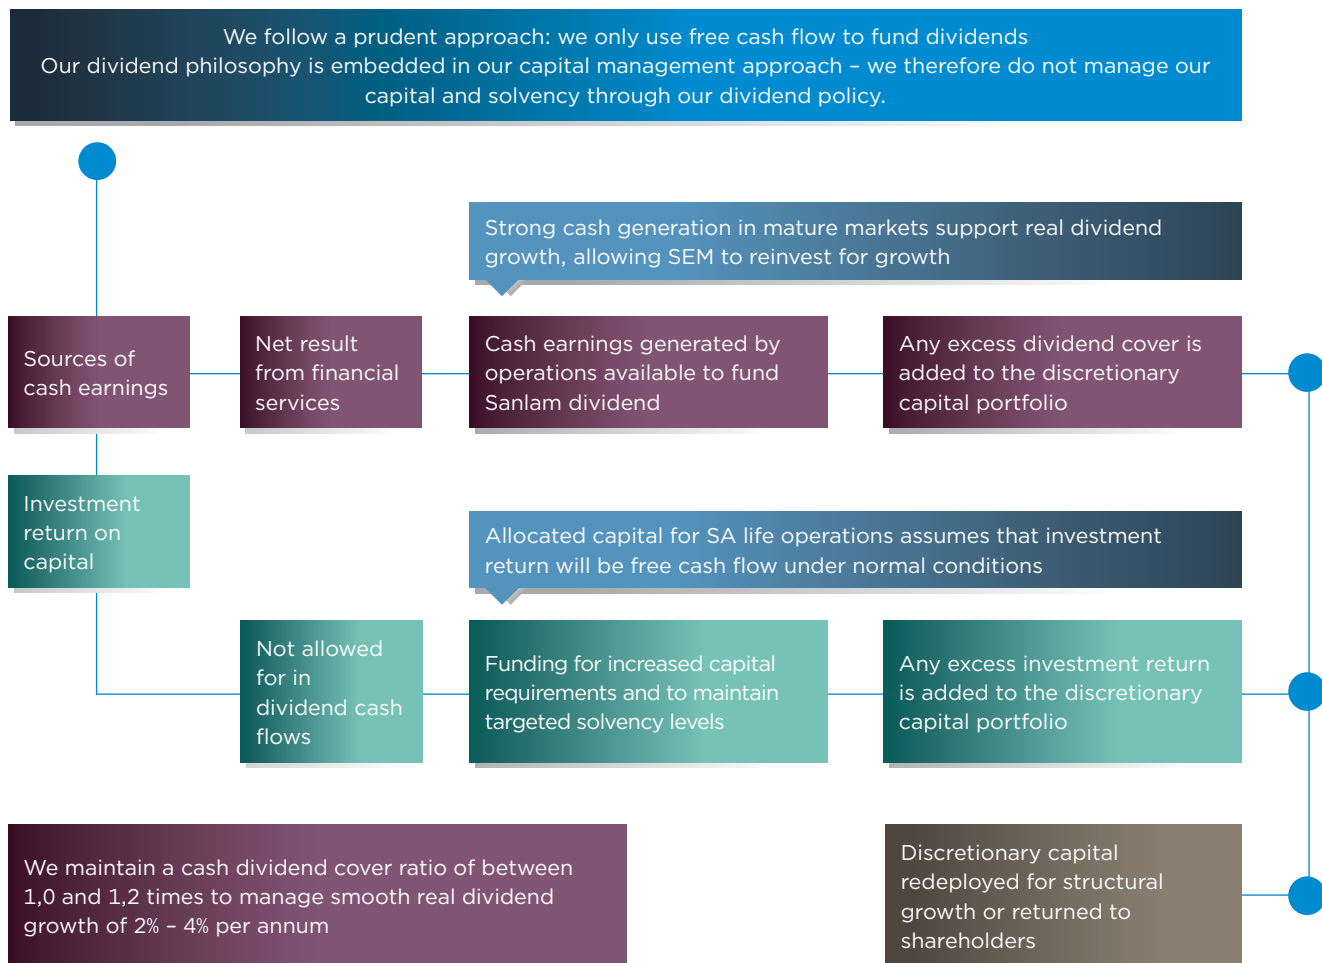 We follow a prudent approach: we only use free cash flow to fund dividends
Our dividend philosophy is embedded in our capital management approach – we therefore do not manage our
capital and solvency through our dividend policy.
Strong cash generation in mature markets support real dividend
growth, allowing SEM to reinvest for growth
Sources of
cash earnings
Net result
from financial
services
Cash earnings generated by
operations available to fund
Sanlam dividend
Any excess dividend cover is
added to the discretionary
capital portfolio
Investment
return on
capital
Allocated capital for SA life operations assumes that investment
return will be free cash flow under normal conditions
Not allowed
for in
dividend cash
flows
Funding for increased capital
requirements and to maintain
targeted solvency levels
Any excess investment return
is added to the discretionary
capital portfolio
We maintain a cash dividend cover ratio of between
1,0 and 1,2 times to manage smooth real dividend
growth of 2% – 4% per annum
Discretionary capital
redeployed for structural
growth or returned to
shareholders